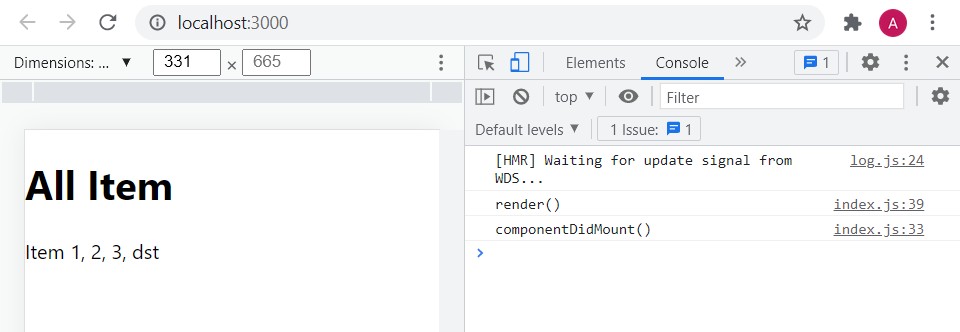 localhost:3000
A
Dimensions: ... ▼ 331 × 665
Elements Console » 1
top ▼ Filter
Default levels ▼ 1 Issue: 1
[HMR] Waiting for update signal from log.js:24
WDS...
render() index.js:39
componentDidMount() index.js:33
All Item
Item 1, 2, 3, dst